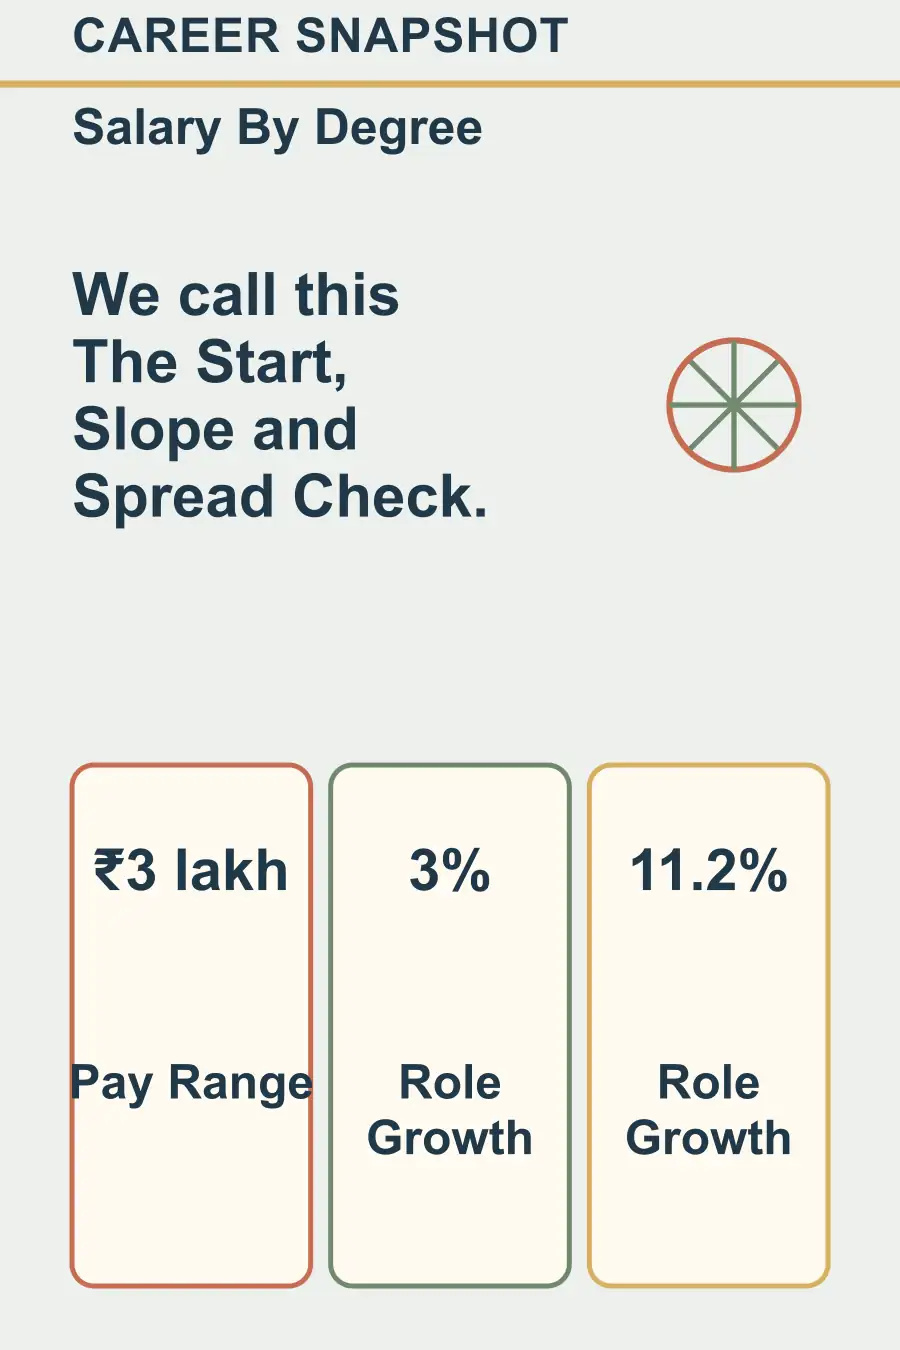 CAREER SNAPSHOT
Salary By Degree
We call this
The Start,
Slope and
Spread Check.
₹3 lakh
Pay Range
3%
Role
Growth
11.2%
Role
Growth